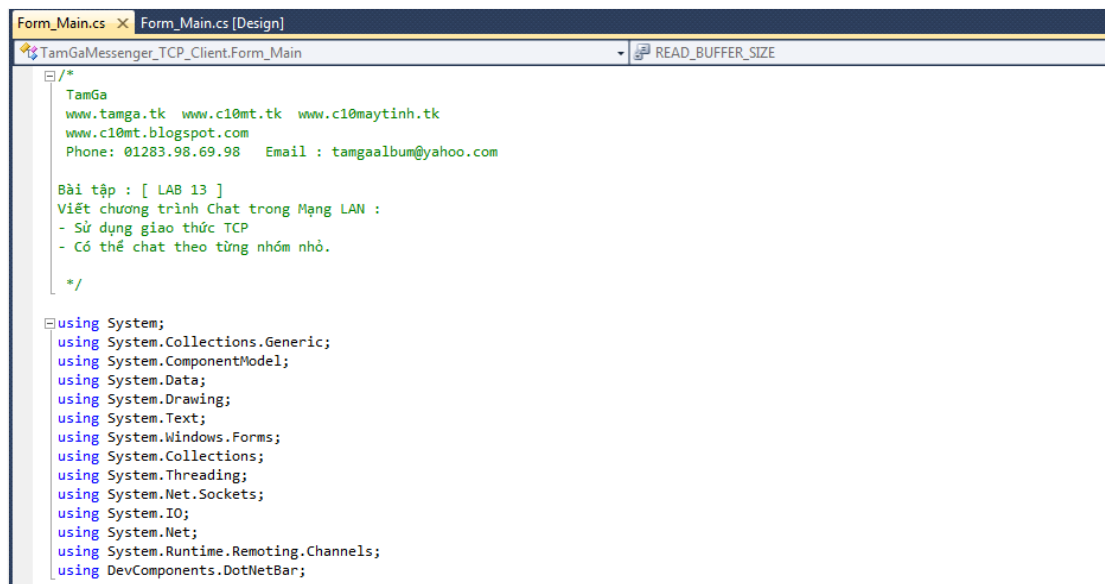 Form_Main.cs Form_Main.cs [Design]
TamGaMessenger_TCP_Client.Form_Main READ_BUFFER_SIZE
/*
TamGa
www.tamga.tk www.c10mt.tk www.c10maytinh.tk
www.c10mt.blogspot.com
Phone: 01283.98.69.98 Email : tamgaalbum@yahoo.com
Bài tập : [ LAB 13 ]
Viết chương trình Chat trong Mạng LAN :
- Sử dụng giao thức TCP
- Có thể chat theo từng nhóm nhỏ.
*/
using System;
using System.Collections.Generic;
using System.ComponentModel;
using System.Data;
using System.Drawing;
using System.Text;
using System.Windows.Forms;
using System.Collections;
using System.Threading;
using System.Net.Sockets;
using System.IO;
using System.Net;
using System.Runtime.Remoting.Channels;
using DevComponents.DotNetBar;